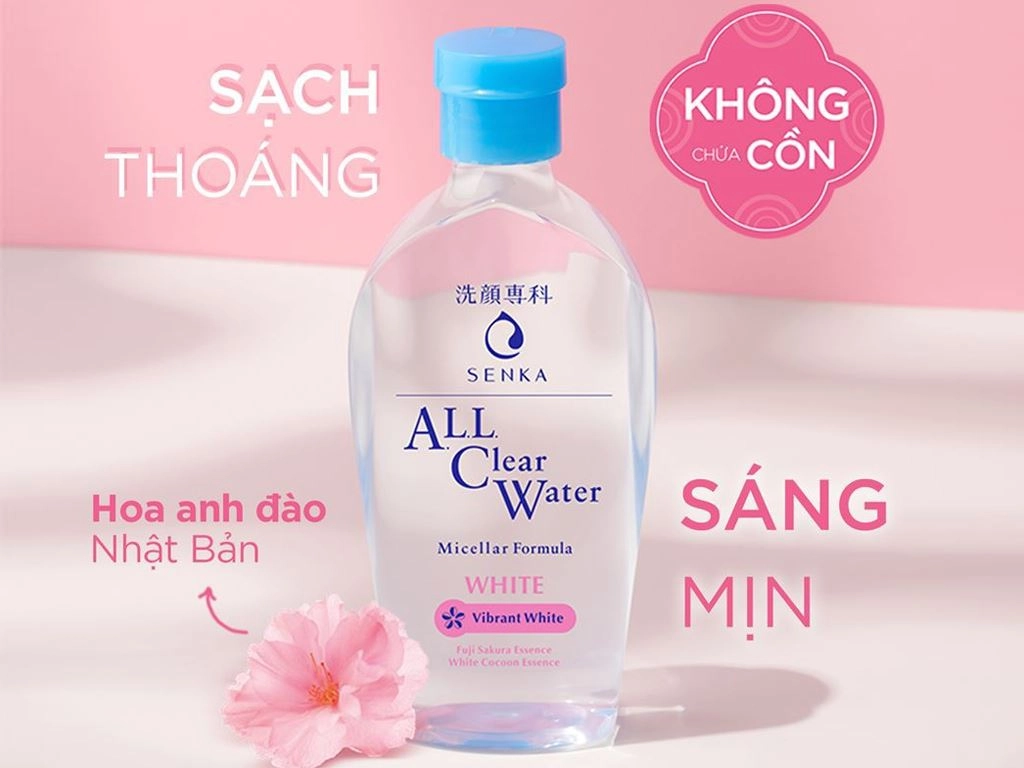 SẠCH
THOÁNG
KHÔNG
CHỨA CỒN
洗顔専科
SENKA
A.L.L.
Clear
Water
Micellar Formula
WHITE
Vibrant White
Fuji Sakura Essence
White Cocoon Essence
Hoa anh đào
Nhật Bản
SÁNG
MỊN